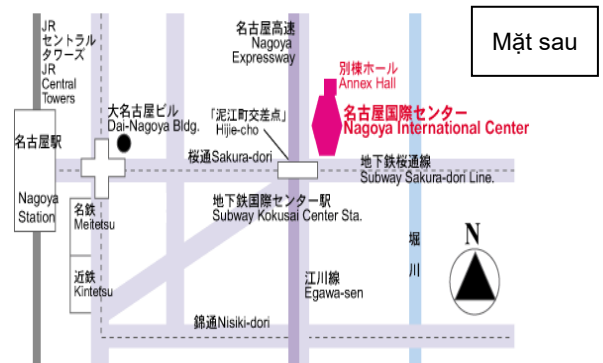 JR
セントラル
タワーズ
JR
Central
Towers
名古屋高速
Nagoya
Expressway
Mặt sau
別棟ホール
Annex Hall
大名古屋ビル
Dai-Nagoya Bldg.
「泥江町交差点」
Hijie-cho
名古屋国際センター
Nagoya International Center
名古屋駅
桜通Sakura-dori
地下鉄桜通線
Subway Sakura-dori Line.
Nagoya
Station
名鉄
Meitetsu
地下鉄国際センター駅
Subway Kokusai Center Sta.
堀川
N
近鉄
Kintetsu
江川線
Egawa-sen
錦通Nisiki-dori